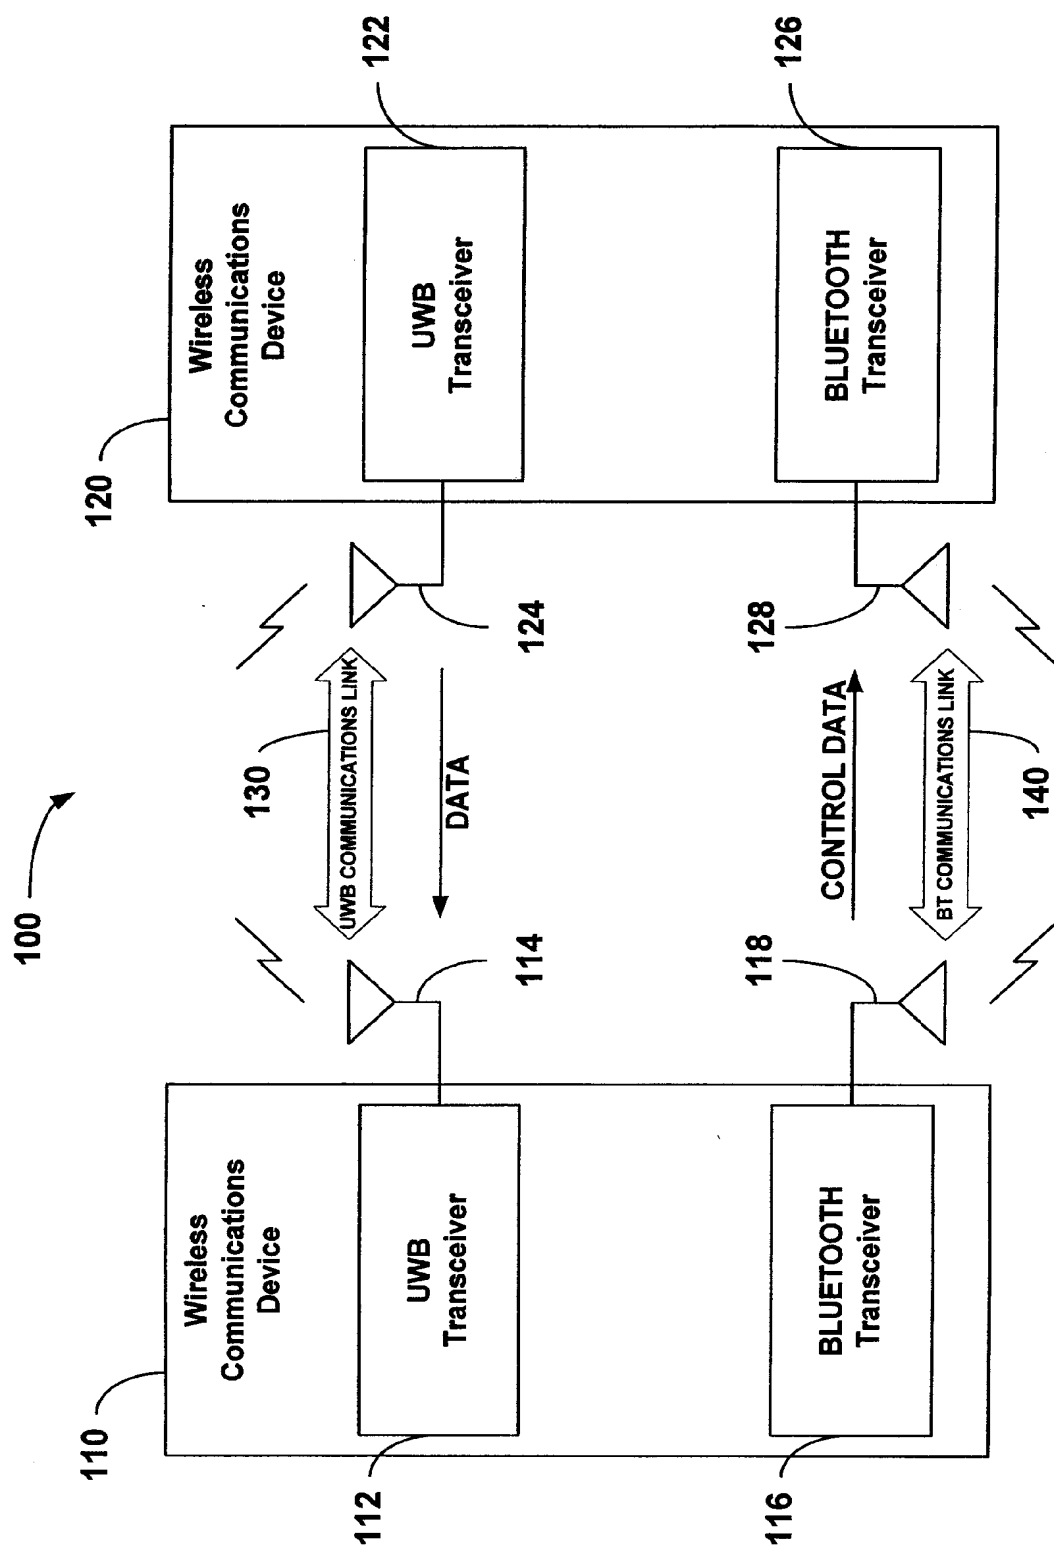 100
110
Wireless
Communications
Device
112
UWB
Transceiver
114
116
BLUETOOTH
Transceiver
118
130
UWB COMMUNICATIONS LINK
DATA
CONTROL DATA
BT COMMUNICATIONS LINK
140
120
Wireless
Communications
Device
122
UWB
Transceiver
124
126
BLUETOOTH
Transceiver
128